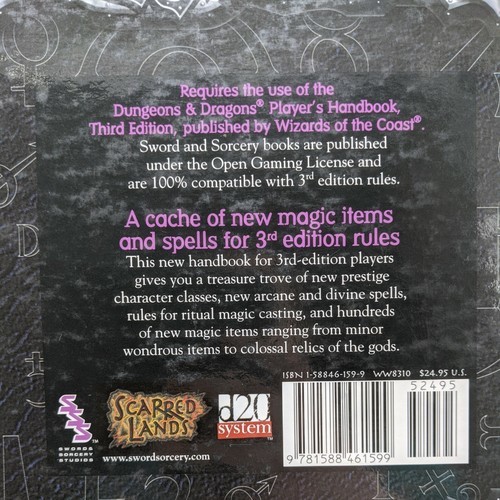 Requires the use of the
Dungeons & Dragons® Player's Handbook,
Third Edition, published by Wizards of the Coast®.
Sword and Sorcery books are published
under the Open Gaming License and
are 100% compatible with 3rd edition rules.
A cache of new magic items
and spells for 3rd edition rules
This new handbook for 3rd-edition players
gives you a treasure trove of new prestige
character classes, new arcane and divine spells,
rules for ritual magic casting, and hundreds
of new magic items ranging from minor
wondrous items to colossal relics of the gods.
ISBN 1-58846-159-9 WW8310 $24.95 U.S.
52495
SSS™
SWORD
SORCERY
STUDIOS
SCARRED
LANDS
d20
system™
www.swordsorcery.com
9 781588 461599